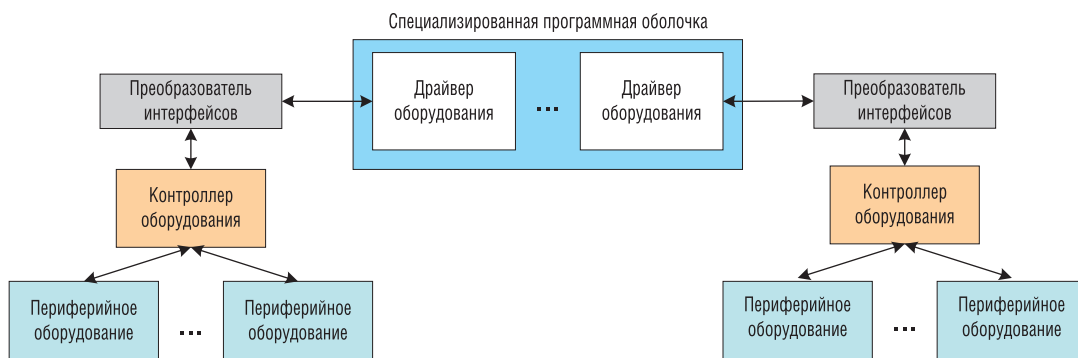 Специализированная программная оболочка
Преобразователь
интерфейсов
Драйвер
оборудования
...
Драйвер
оборудования
Преобразователь
интерфейсов
Контроллер
оборудования
Контроллер
оборудования
Периферийное
оборудование
...
Периферийное
оборудование
Периферийное
оборудование
...
Периферийное
оборудование